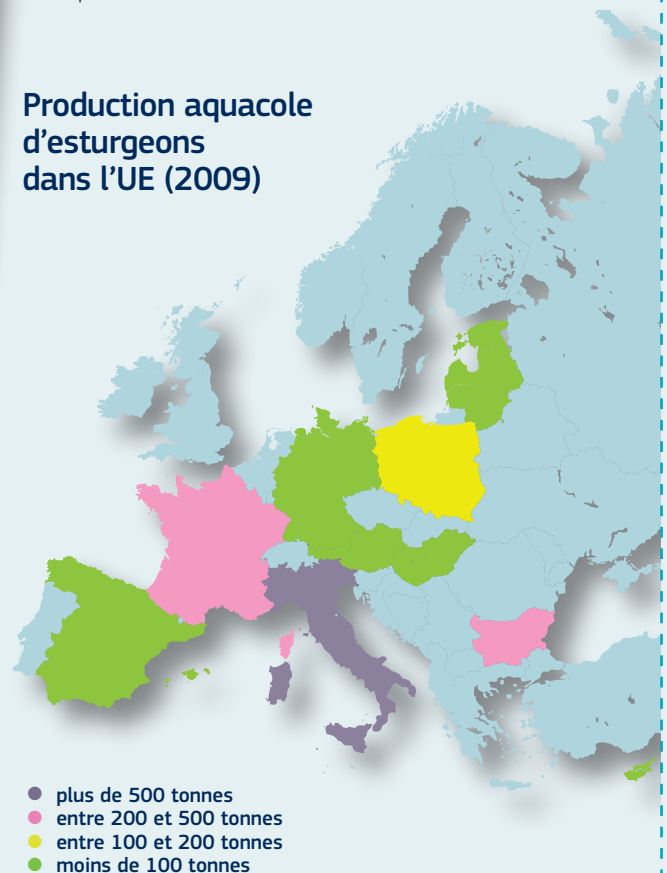 Production aquacole
d'esturgeons
dans l'UE (2009)
plus de 500 tonnes
entre 200 et 500 tonnes
entre 100 et 200 tonnes
moins de 100 tonnes